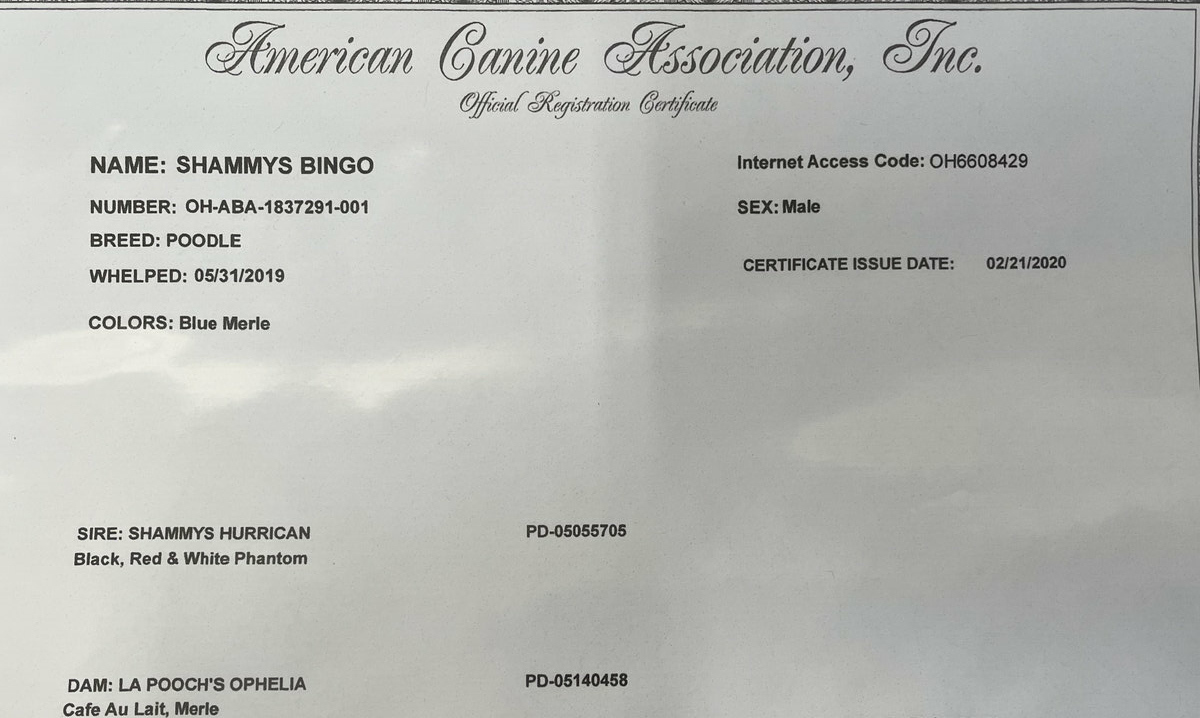 American Canine Association, Inc.
Official Registration Certificate
NAME: SHAMMYS BINGO
Internet Access Code: OH6608429
NUMBER: OH-ABA-1837291-001
SEX: Male
BREED: POODLE
WHELPED: 05/31/2019
CERTIFICATE ISSUE DATE: 02/21/2020
COLORS: Blue Merle
SIRE: SHAMMYS HURRICAN PD-05055705
Black, Red & White Phantom
DAM: LA POOCH'S OPHELIA PD-05140458
Cafe Au Lait, Merle